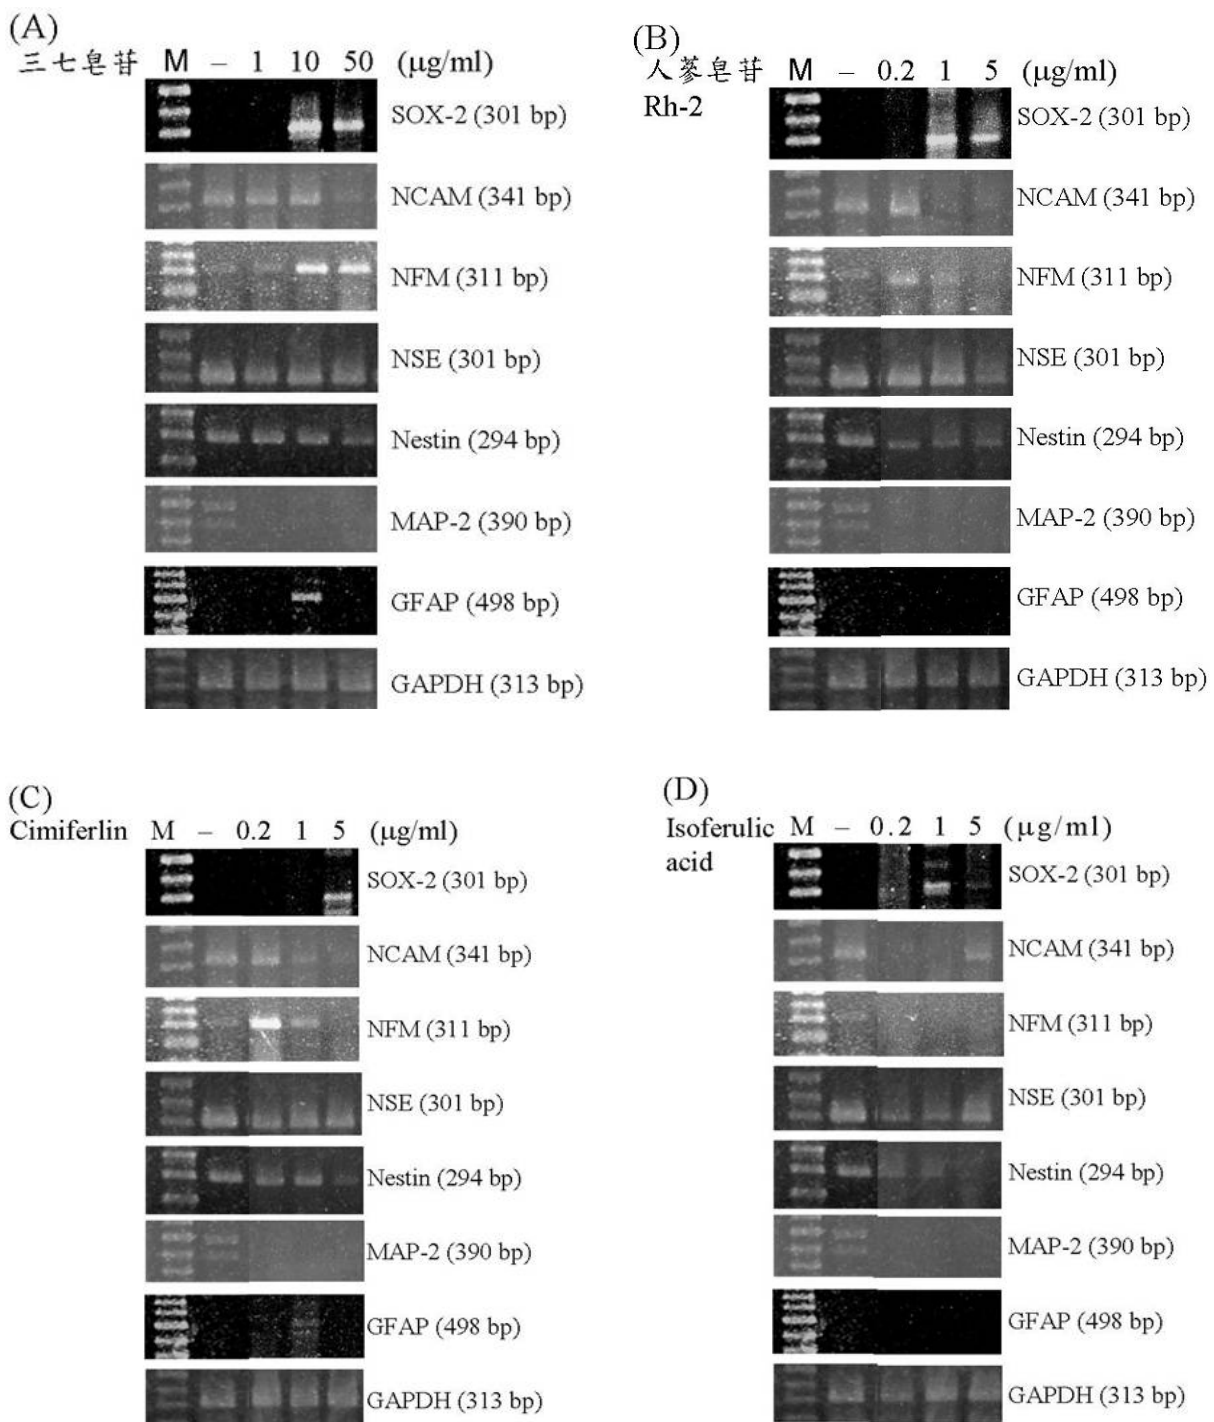 (A)
三七皂苷 M – 1 10 50 (μg/ml)
SOX-2 (301 bp)
NCAM (341 bp)
NFM (311 bp)
NSE (301 bp)
Nestin (294 bp)
MAP-2 (390 bp)
GFAP (498 bp)
GAPDH (313 bp)
(B)
人蔘皂苷 M – 0.2 1 5 (μg/ml)
Rh-2
SOX-2 (301 bp)
NCAM (341 bp)
NFM (311 bp)
NSE (301 bp)
Nestin (294 bp)
MAP-2 (390 bp)
GFAP (498 bp)
GAPDH (313 bp)
(C)
Cimiferlin M – 0.2 1 5 (μg/ml)
SOX-2 (301 bp)
NCAM (341 bp)
NFM (311 bp)
NSE (301 bp)
Nestin (294 bp)
MAP-2 (390 bp)
GFAP (498 bp)
GAPDH (313 bp)
(D)
Isoferulic M – 0.2 1 5 (μg/ml)
acid
SOX-2 (301 bp)
NCAM (341 bp)
NFM (311 bp)
NSE (301 bp)
Nestin (294 bp)
MAP-2 (390 bp)
GFAP (498 bp)
GAPDH (313 bp)